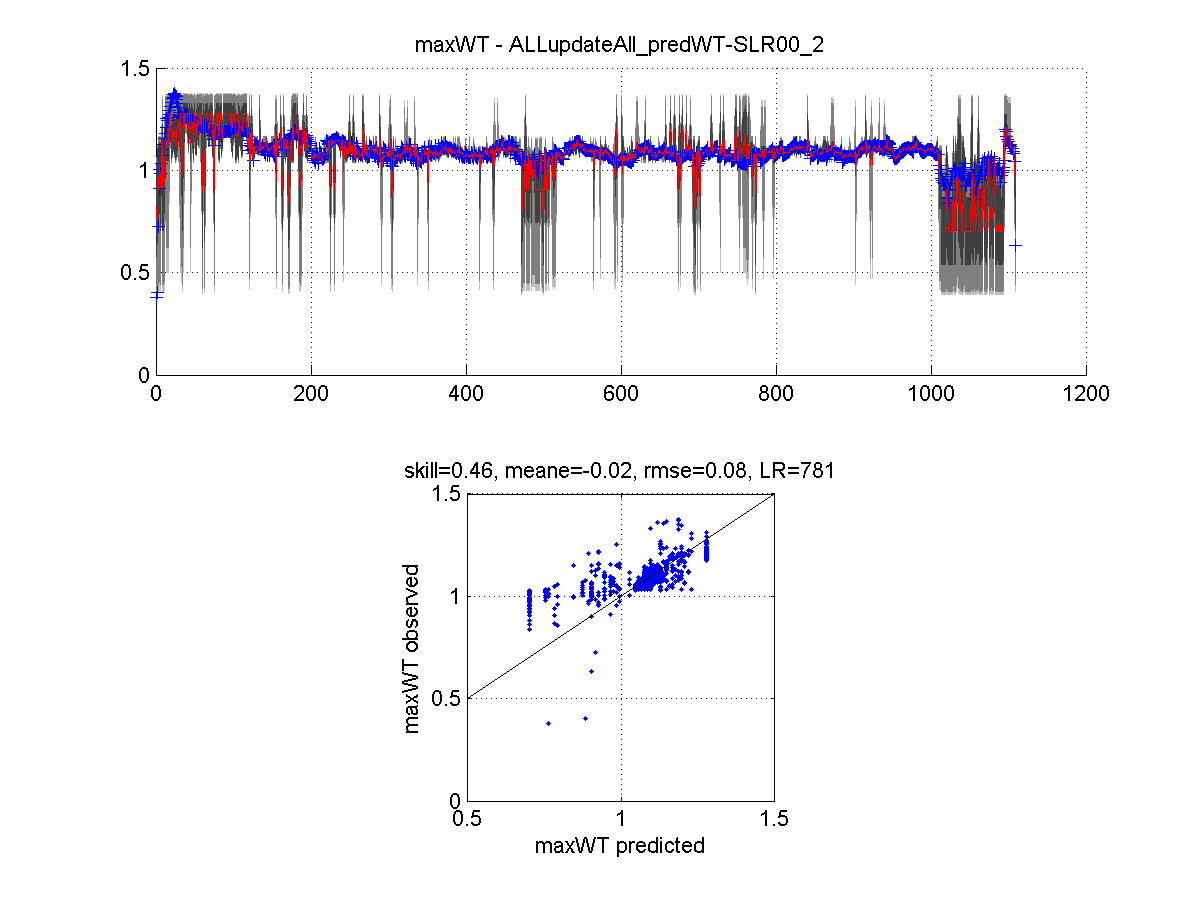 maxWT - ALLupdateAll_predWT-SLR00_2
1.5
1
0.5
0
0 200 400 600 800 1000 1200
skill=0.46, meane=-0.02, rmse=0.08, LR=781
1.5
1
0.5
0
maxWT observed
0.5 1 1.5
maxWT predicted